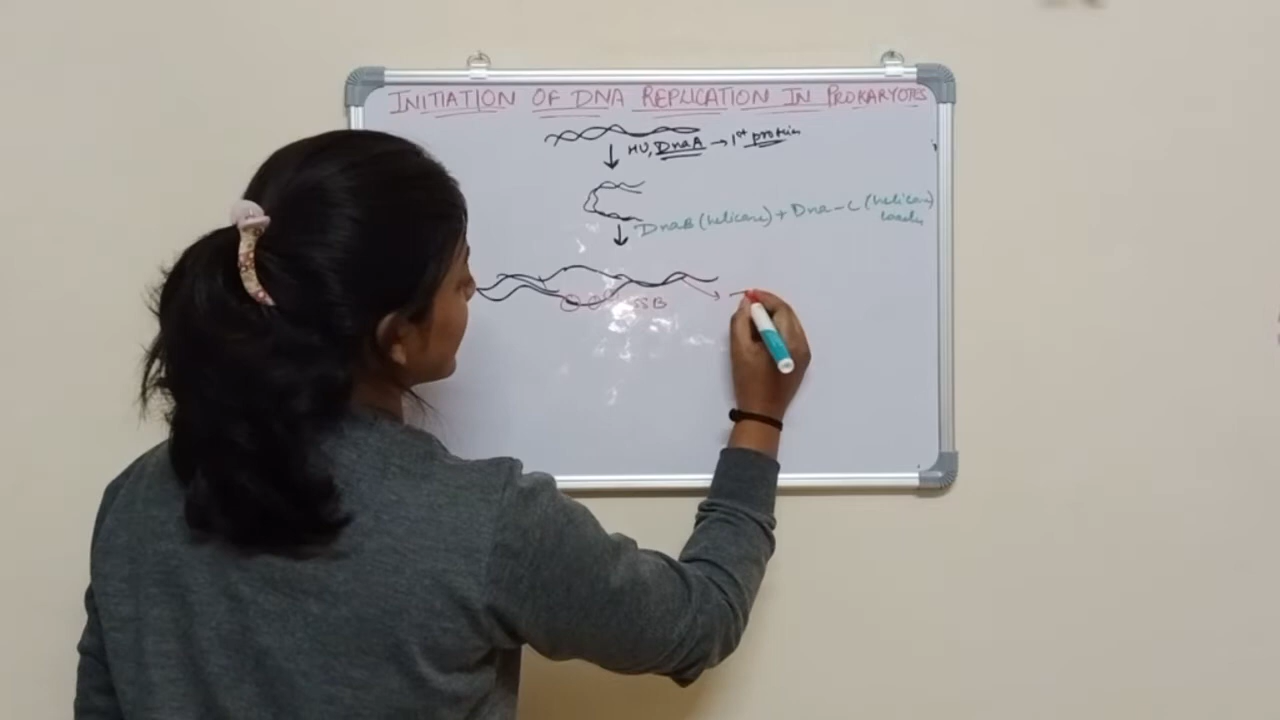 INITIATION OF DNA REPLICATION IN PROKARYOTES
HU, DnaA → 1st protein
DnaB (helicase) + Dna-C (helicase)
loader
SSB